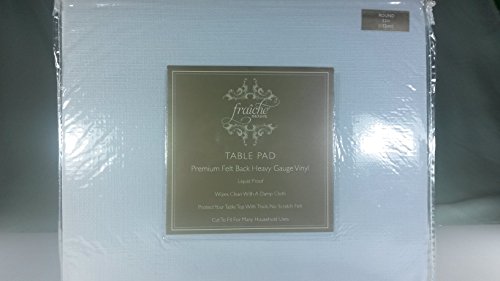 ROUND
fraîche
TABLE PAD
Premium Felt Back Heavy Gauge Vinyl
Liquid Proof
Wipes Clean With A Damp Cloth
Protect Your Table Top With Thick, No Scratch Felt
Cut To Fit For Many Household Uses